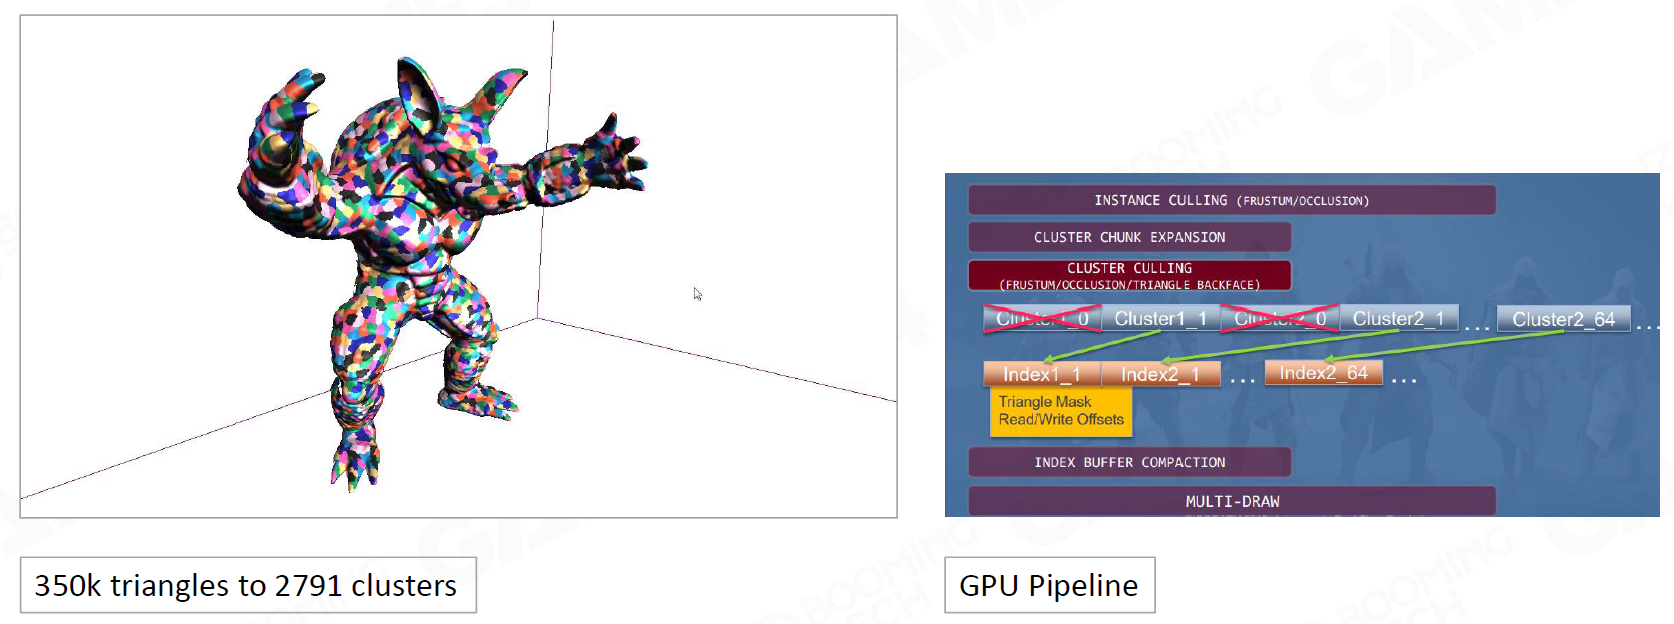 INSTANCE CULLING (FRUSTUM/OCCLUSION)
CLUSTER CHUNK EXPANSION
CLUSTER CULLING
(FRUSTUM/OCCLUSION/TRIANGLE BACKFACE)
Cluster1_0 Cluster1_1 Cluster2_0 Cluster2_1 ... Cluster2_64 ...
Index1_1 Index2_1 ... Index2_64 ...
Triangle Mask
Read/Write Offsets
INDEX BUFFER COMPACTION
MULTI-DRAW
350k triangles to 2791 clusters
GPU Pipeline